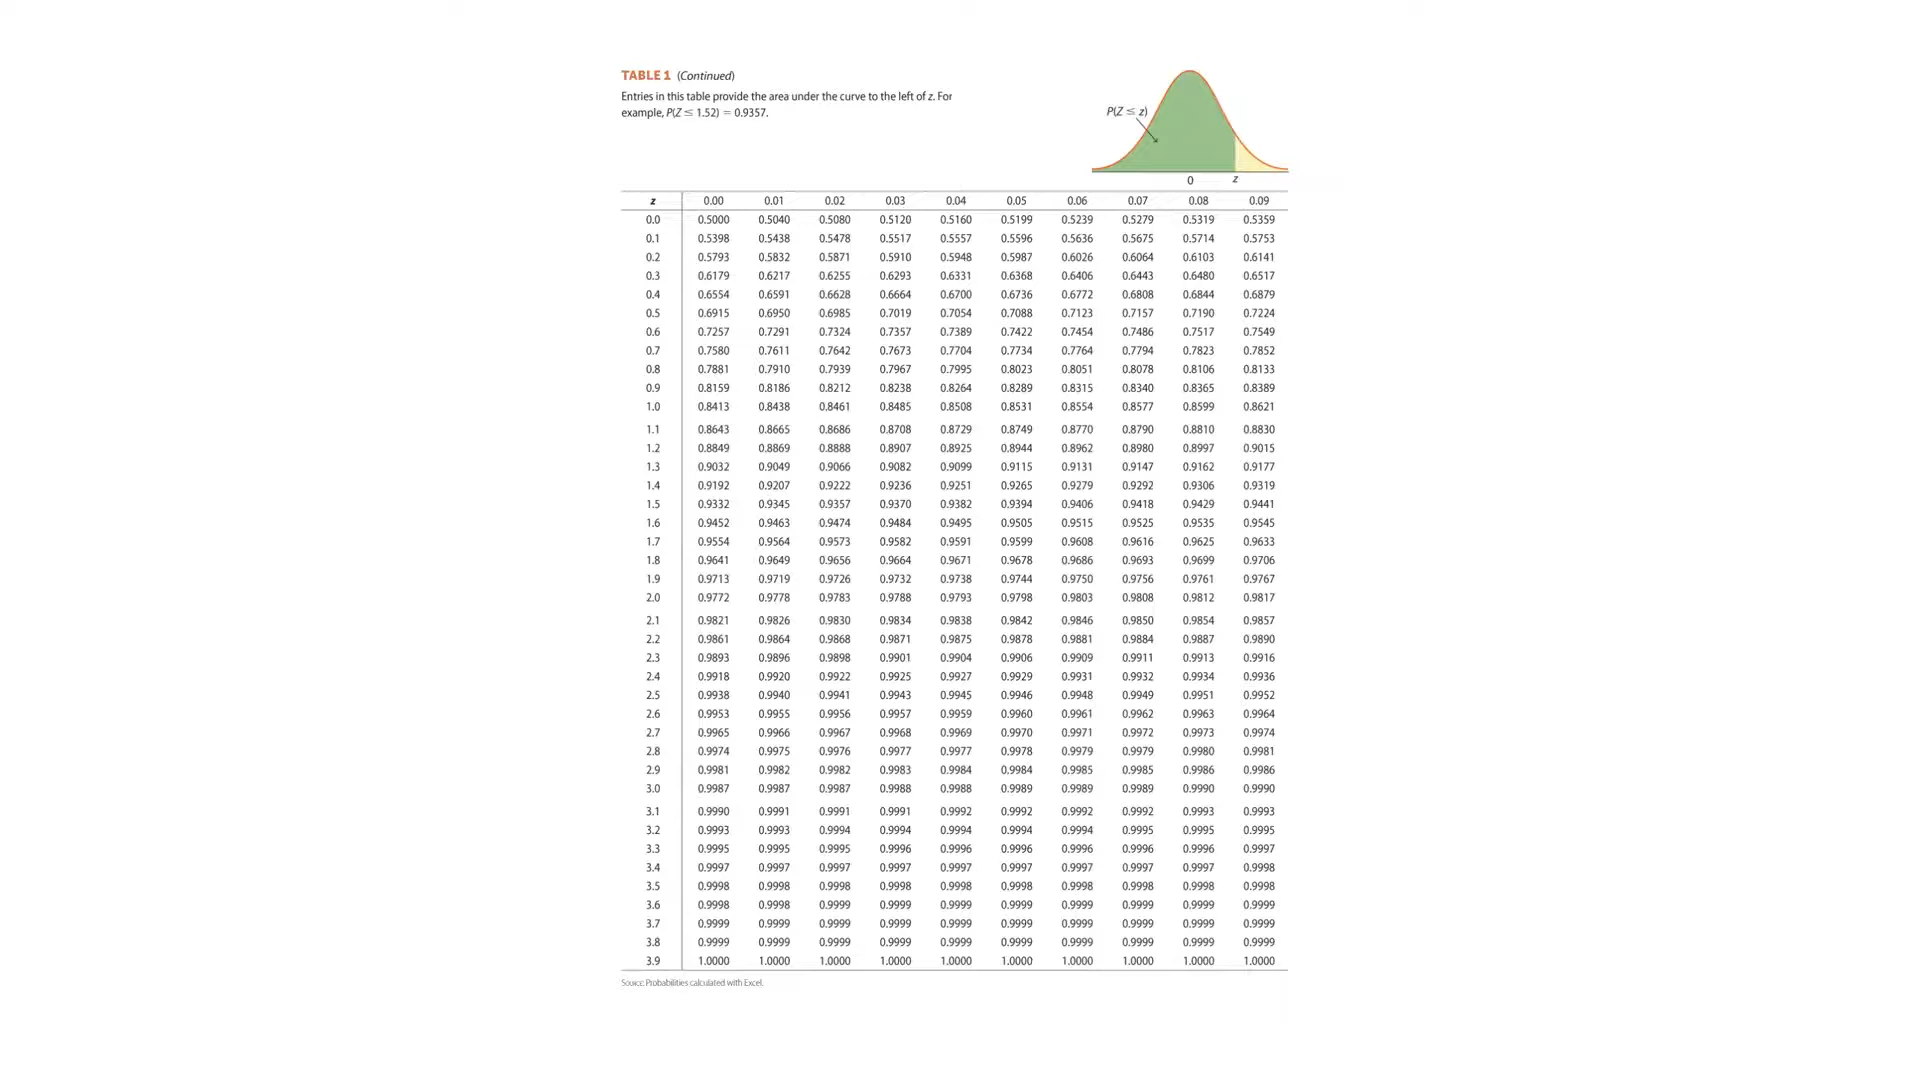 TABLE 1 (Continued)
Entries in this table provide the area under the curve to the left of z. For
example, P(Z ≤ 1.52) = 0.9357.
P(Z ≤ z)
0 z
z 0.00 0.01 0.02 0.03 0.04 0.05 0.06 0.07 0.08 0.09
0.0 0.5000 0.5040 0.5080 0.5120 0.5160 0.5199 0.5239 0.5279 0.5319 0.5359
0.1 0.5398 0.5438 0.5478 0.5517 0.5557 0.5596 0.5636 0.5675 0.5714 0.5753
0.2 0.5793 0.5832 0.5871 0.5910 0.5948 0.5987 0.6026 0.6064 0.6103 0.6141
0.3 0.6179 0.6217 0.6255 0.6293 0.6331 0.6368 0.6406 0.6443 0.6480 0.6517
0.4 0.6554 0.6591 0.6628 0.6664 0.6700 0.6736 0.6772 0.6808 0.6844 0.6879
0.5 0.6915 0.6950 0.6985 0.7019 0.7054 0.7088 0.7123 0.7157 0.7190 0.7224
0.6 0.7257 0.7291 0.7324 0.7357 0.7389 0.7422 0.7454 0.7486 0.7517 0.7549
0.7 0.7580 0.7611 0.7642 0.7673 0.7704 0.7734 0.7764 0.7794 0.7823 0.7852
0.8 0.7881 0.7910 0.7939 0.7967 0.7995 0.8023 0.8051 0.8078 0.8106 0.8133
0.9 0.8159 0.8186 0.8212 0.8238 0.8264 0.8289 0.8315 0.8340 0.8365 0.8389
1.0 0.8413 0.8438 0.8461 0.8485 0.8508 0.8531 0.8554 0.8577 0.8599 0.8621
1.1 0.8643 0.8665 0.8686 0.8708 0.8729 0.8749 0.8770 0.8790 0.8810 0.8830
1.2 0.8849 0.8869 0.8888 0.8907 0.8925 0.8944 0.8962 0.8980 0.8997 0.9015
1.3 0.9032 0.9049 0.9066 0.9082 0.9099 0.9115 0.9131 0.9147 0.9162 0.9177
1.4 0.9192 0.9207 0.9222 0.9236 0.9251 0.9265 0.9279 0.9292 0.9306 0.9319
1.5 0.9332 0.9345 0.9357 0.9370 0.9382 0.9394 0.9406 0.9418 0.9429 0.9441
1.6 0.9452 0.9463 0.9474 0.9484 0.9495 0.9505 0.9515 0.9525 0.9535 0.9545
1.7 0.9554 0.9564 0.9573 0.9582 0.9591 0.9599 0.9608 0.9616 0.9625 0.9633
1.8 0.9641 0.9649 0.9656 0.9664 0.9671 0.9678 0.9686 0.9693 0.9699 0.9706
1.9 0.9713 0.9719 0.9726 0.9732 0.9738 0.9744 0.9750 0.9756 0.9761 0.9767
2.0 0.9772 0.9778 0.9783 0.9788 0.9793 0.9798 0.9803 0.9808 0.9812 0.9817
2.1 0.9821 0.9826 0.9830 0.9834 0.9838 0.9842 0.9846 0.9850 0.9854 0.9857
2.2 0.9861 0.9864 0.9868 0.9871 0.9875 0.9878 0.9881 0.9884 0.9887 0.9890
2.3 0.9893 0.9896 0.9898 0.9901 0.9904 0.9906 0.9909 0.9911 0.9913 0.9916
2.4 0.9918 0.9920 0.9922 0.9925 0.9927 0.9929 0.9931 0.9932 0.9934 0.9936
2.5 0.9938 0.9940 0.9941 0.9943 0.9945 0.9946 0.9948 0.9949 0.9951 0.9952
2.6 0.9953 0.9955 0.9956 0.9957 0.9959 0.9960 0.9961 0.9962 0.9963 0.9964
2.7 0.9965 0.9966 0.9967 0.9968 0.9969 0.9970 0.9971 0.9972 0.9973 0.9974
2.8 0.9974 0.9975 0.9976 0.9977 0.9977 0.9978 0.9979 0.9979 0.9980 0.9981
2.9 0.9981 0.9982 0.9982 0.9983 0.9984 0.9984 0.9985 0.9985 0.9986 0.9986
3.0 0.9987 0.9987 0.9987 0.9988 0.9988 0.9989 0.9989 0.9989 0.9990 0.9990
3.1 0.9990 0.9991 0.9991 0.9991 0.9992 0.9992 0.9992 0.9992 0.9993 0.9993
3.2 0.9993 0.9993 0.9994 0.9994 0.9994 0.9994 0.9994 0.9995 0.9995 0.9995
3.3 0.9995 0.9995 0.9995 0.9996 0.9996 0.9996 0.9996 0.9996 0.9996 0.9997
3.4 0.9997 0.9997 0.9997 0.9997 0.9997 0.9997 0.9997 0.9997 0.9997 0.9998
3.5 0.9998 0.9998 0.9998 0.9998 0.9998 0.9998 0.9998 0.9998 0.9998 0.9998
3.6 0.9998 0.9998 0.9999 0.9999 0.9999 0.9999 0.9999 0.9999 0.9999 0.9999
3.7 0.9999 0.9999 0.9999 0.9999 0.9999 0.9999 0.9999 0.9999 0.9999 0.9999
3.8 0.9999 0.9999 0.9999 0.9999 0.9999 0.9999 0.9999 0.9999 0.9999 0.9999
3.9 1.0000 1.0000 1.0000 1.0000 1.0000 1.0000 1.0000 1.0000 1.0000 1.0000
SOURCE: Probabilities calculated with Excel.